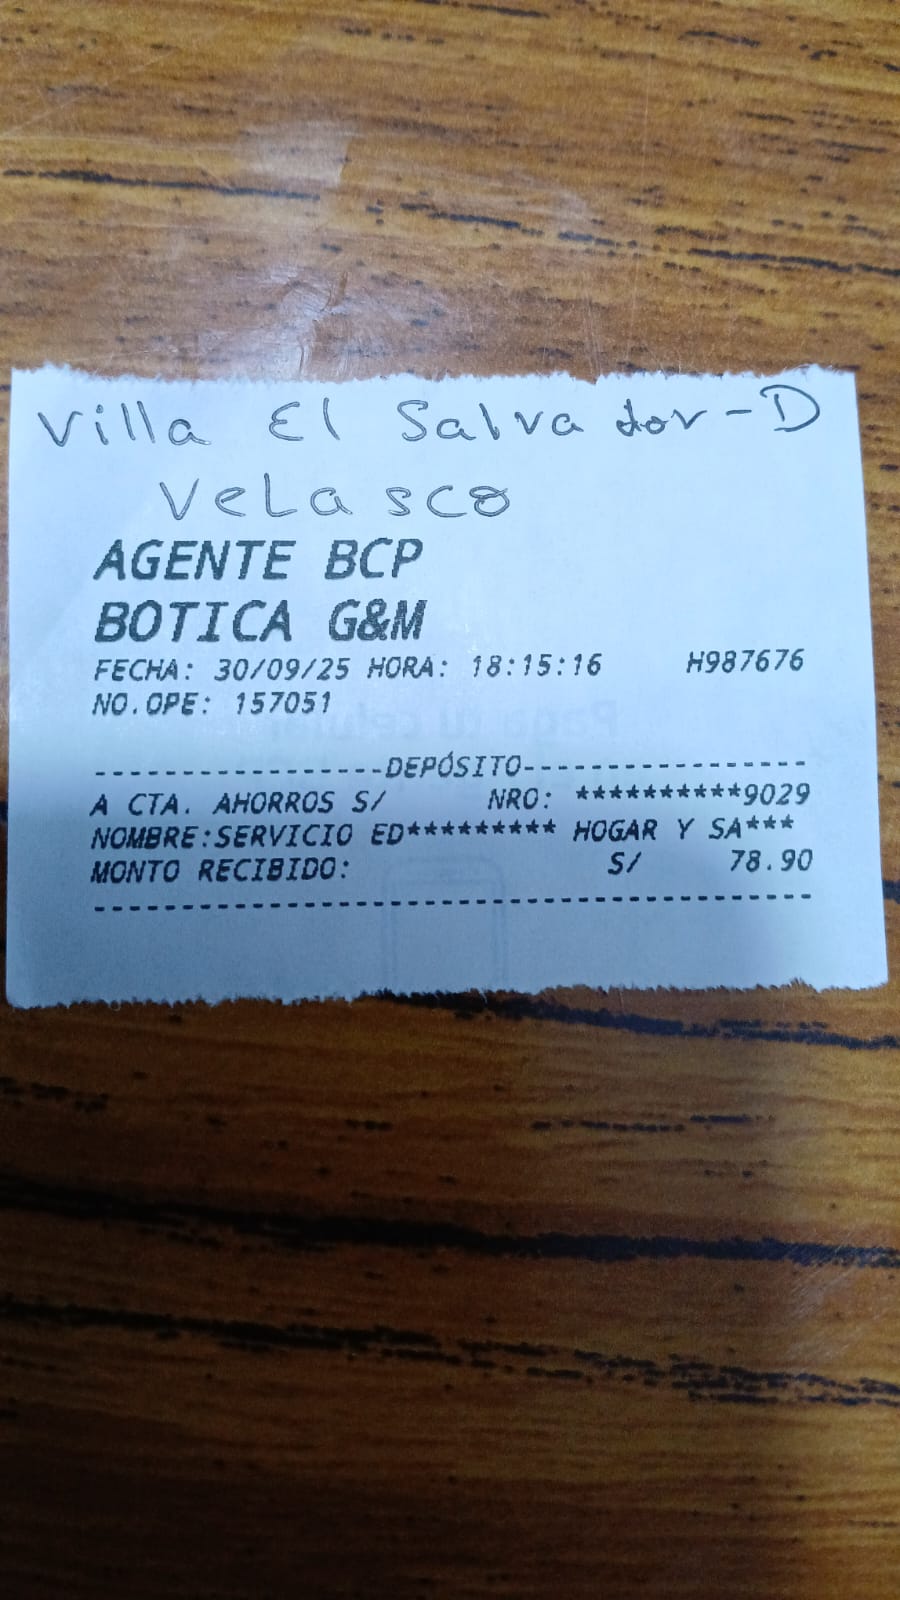 Villa El Salvador-D
Velasco
AGENTE BCP
BOTICA G&M
FECHA: 30/09/25 HORA: 18:15:16 H987676
NO.OPE: 157051
-----------------DEPÓSITO-----------------
A CTA. AHORROS S/ NRO: **********9029
NOMBRE:SERVICIO ED********* HOGAR Y SA***
MONTO RECIBIDO: S/ 78.90
------------------------------------------